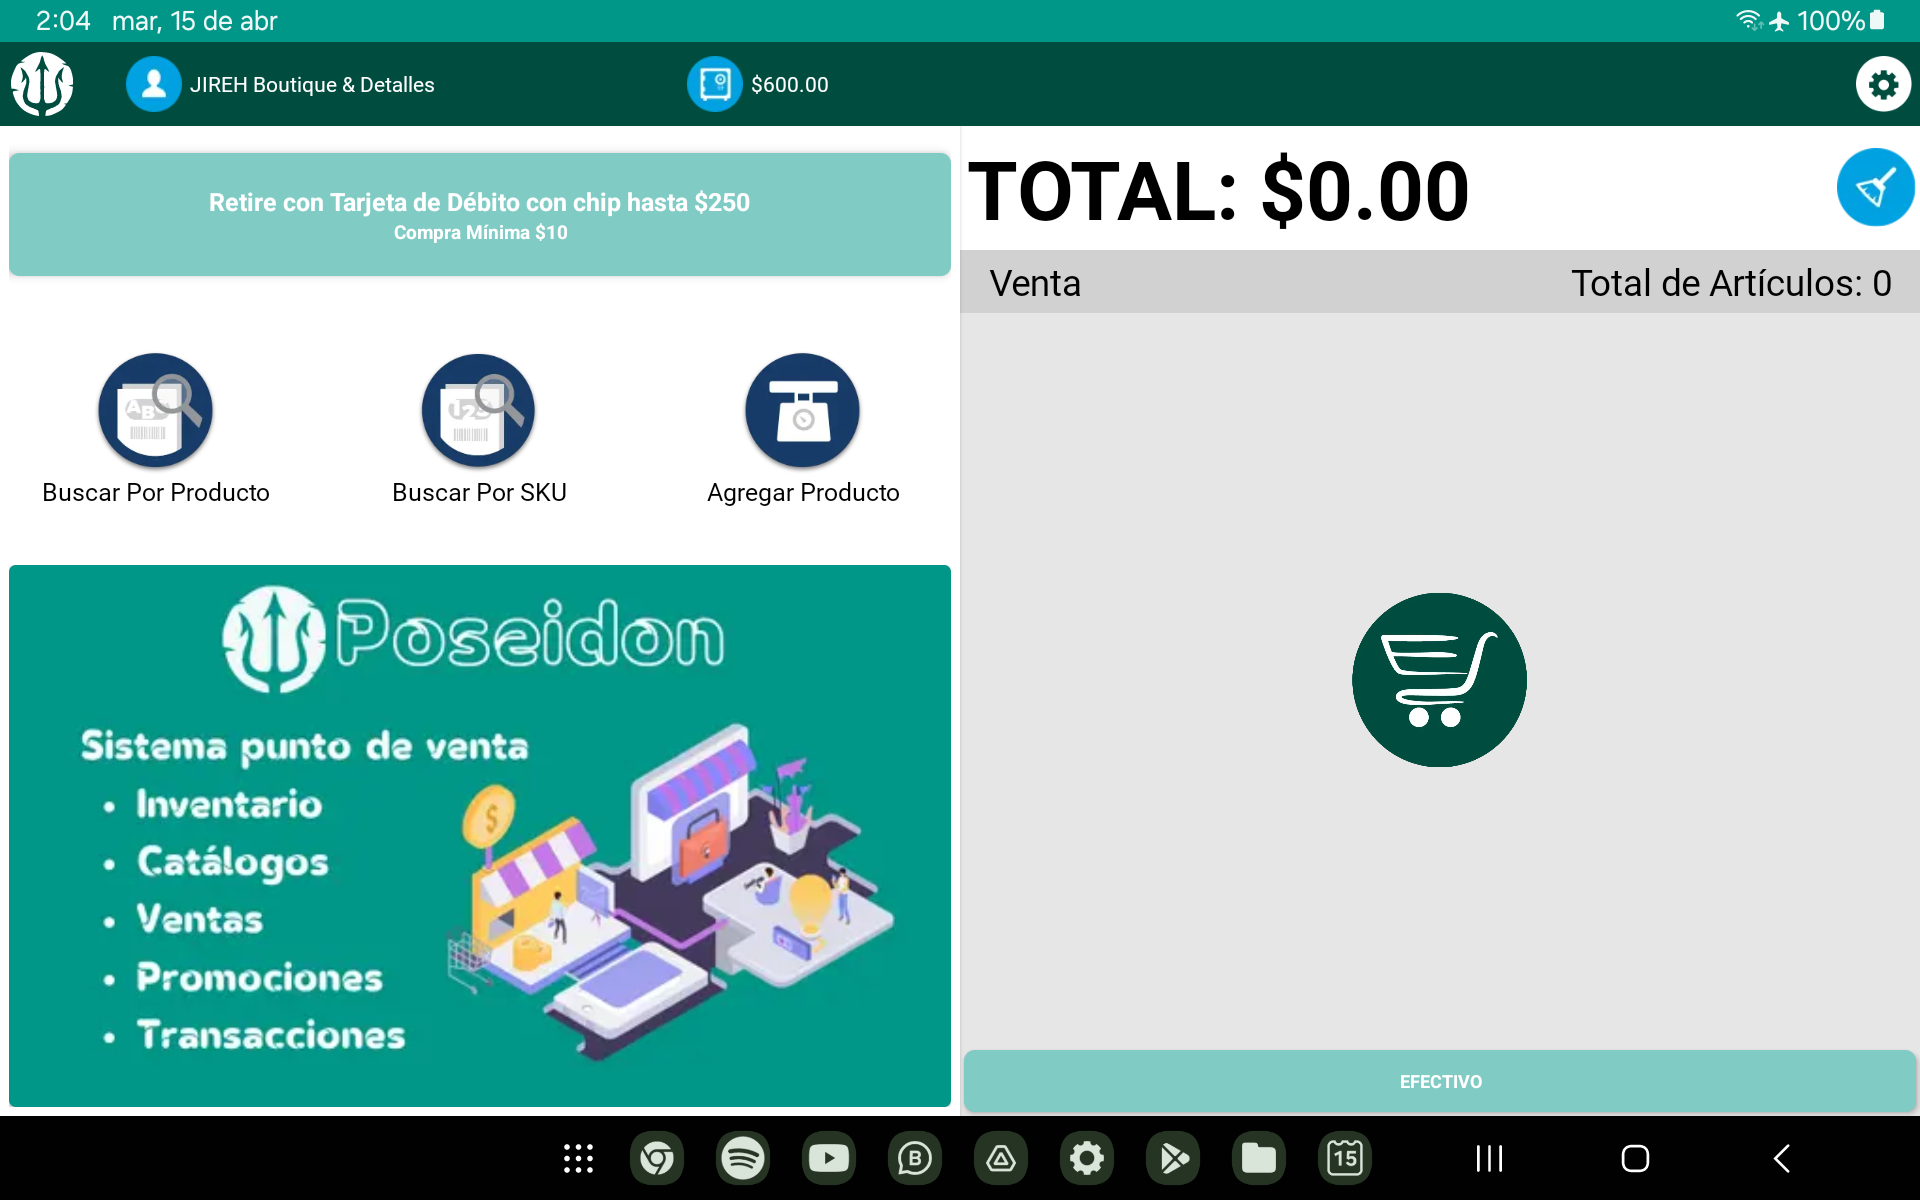 2:04 mar, 15 de abr
100%
JIREH Boutique & Detalles
$600.00
Retire con Tarjeta de Débito con chip hasta $250
Compra Mínima $10
Buscar Por Producto
Buscar Por SKU
Agregar Producto
Poseidon
Sistema punto de venta
• Inventario
• Catálogos
• Ventas
• Promociones
• Transacciones
TOTAL: $0.00
Venta
Total de Artículos: 0
EFECTIVO
15